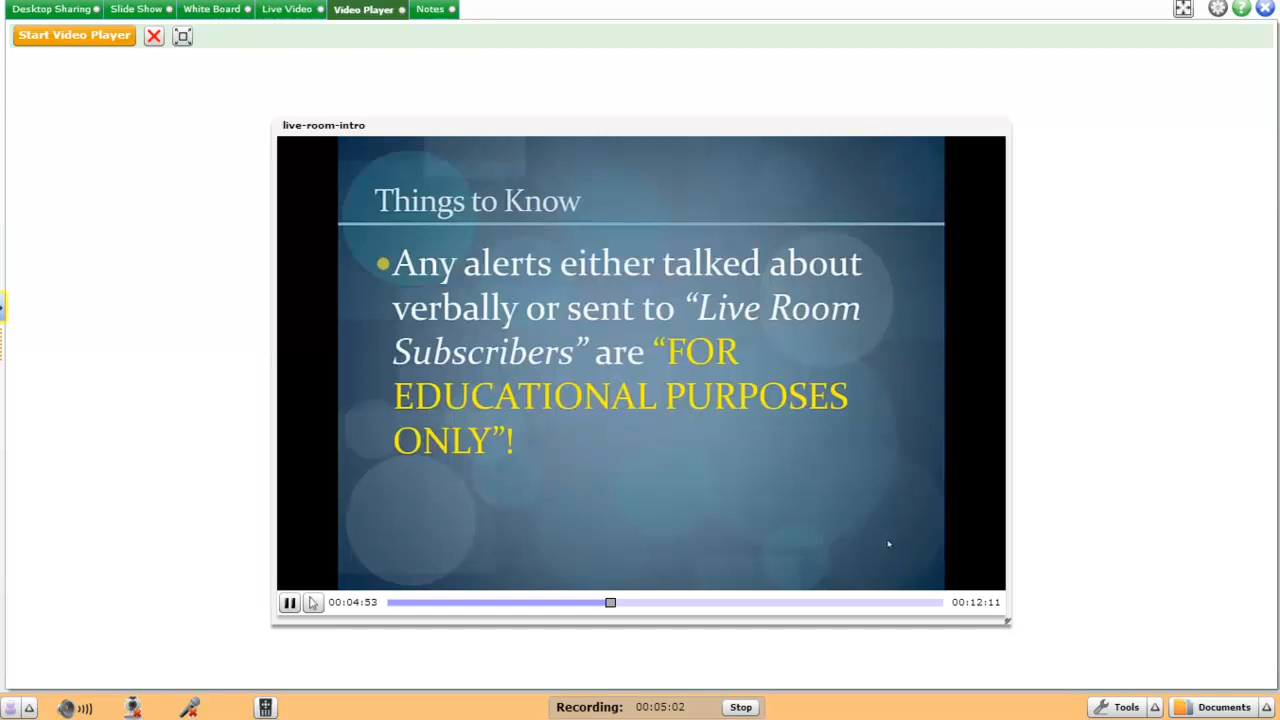 Desktop Sharing Slide Show White Board Live Video Video Player Notes
Start Video Player
live-room-intro
Things to Know
•Any alerts either talked about
verbally or sent to “Live Room
Subscribers” are “FOR
EDUCATIONAL PURPOSES
ONLY”!
00:04:53 00:12:11
Recording: 00:05:02 Stop Tools Documents